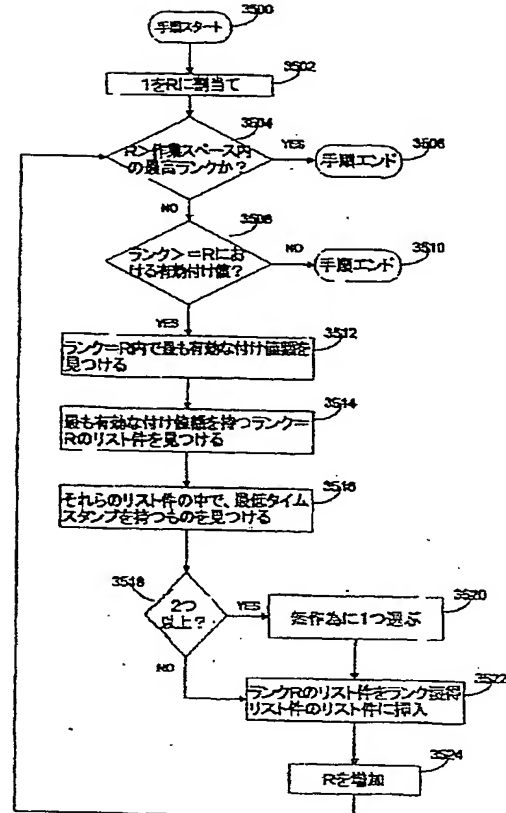 手順スタート
3500
3502
1をRに割当て
3504
R>作業スペース内
の最高ランクか?
YES
3506
手順エンド
NO
3508
ランク>=Rにお
ける有効付け値?
NO
3510
手順エンド
YES
3512
ランク=R内で最も有効な付け値額を
見つける
3514
最も有効な付け値額を持つランク=
Rのリスト件を見つける
3516
それらのリスト件の中で、最低タイム
スタンプを持つものを見つける
3518
2つ
以上?
YES
3520
無作為に1つ選ぶ
NO
3522
ランクRのリスト件をランク獲得
リスト件のリスト件に挿入
3524
Rを増加